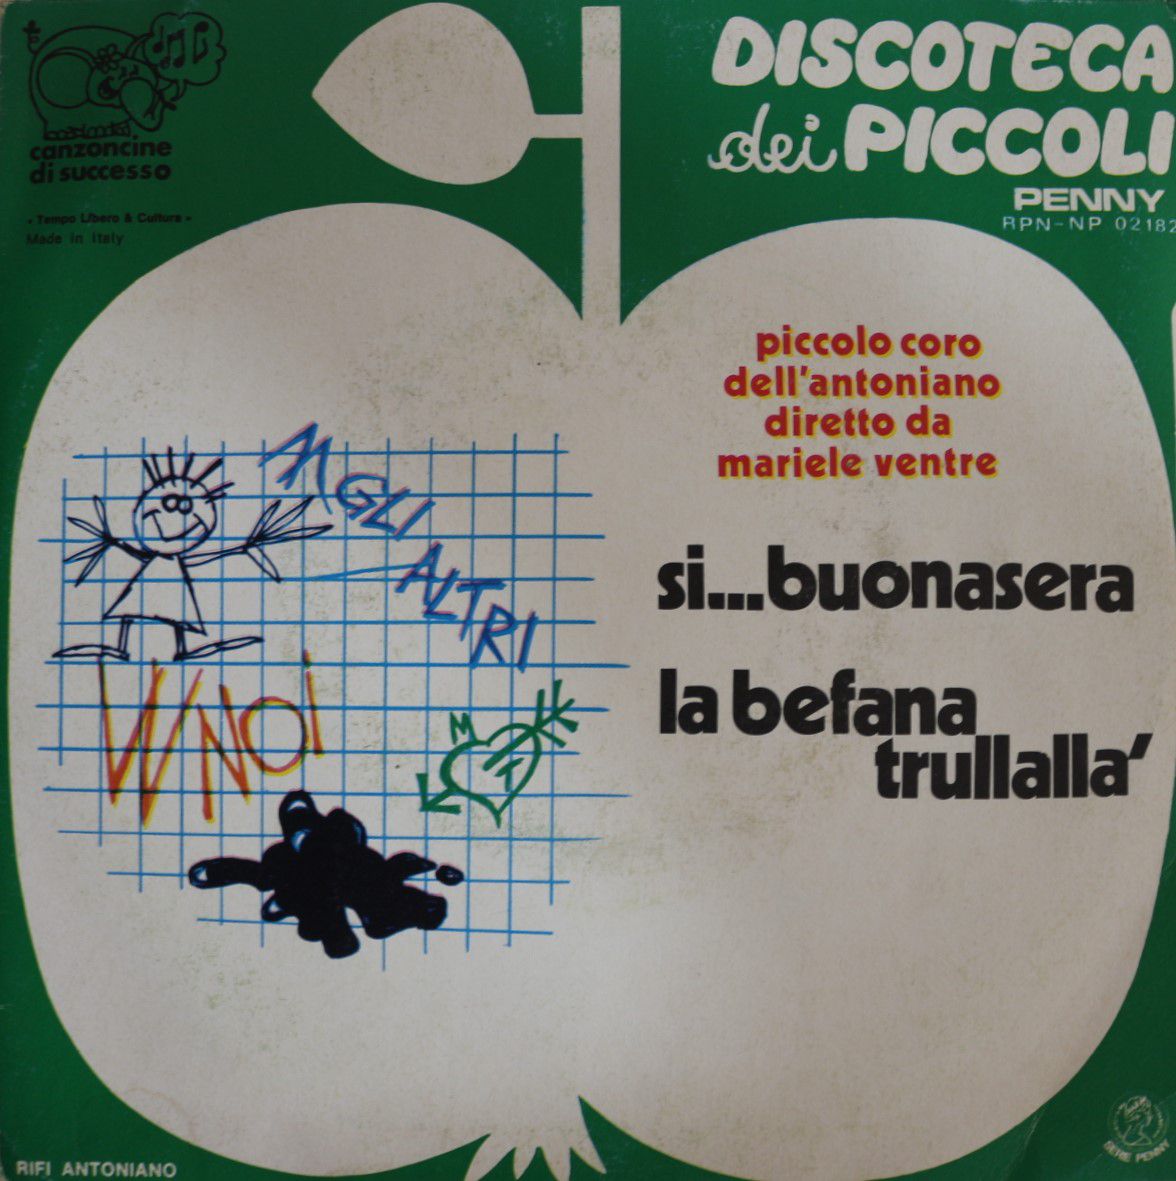 DISCOTECA
dei PICCOLI
PENNY
RPN-NP 02182
canzoncine
di successo
« Tempo Libero & Cultura »
Made in Italy
piccolo coro
dell'antoniano
diretto da
mariele ventre
si...buonasera
la befana
trullalla'
M GLI
ALTRI
W NOI
M
T
RIFI ANTONIANO
SERIE PENNY